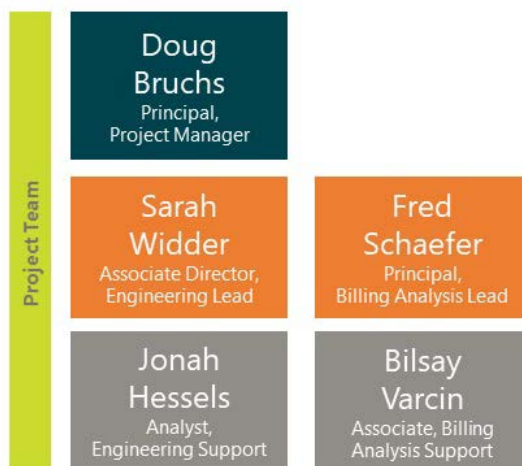 Project Team
Doug
Bruchs
Principal,
Project Manager
Sarah
Widder
Associate Director,
Engineering Lead
Fred
Schaefer
Principal,
Billing Analysis Lead
Jonah
Hessels
Analyst,
Engineering Support
Bilsay
Varcin
Associate, Billing
Analysis Support